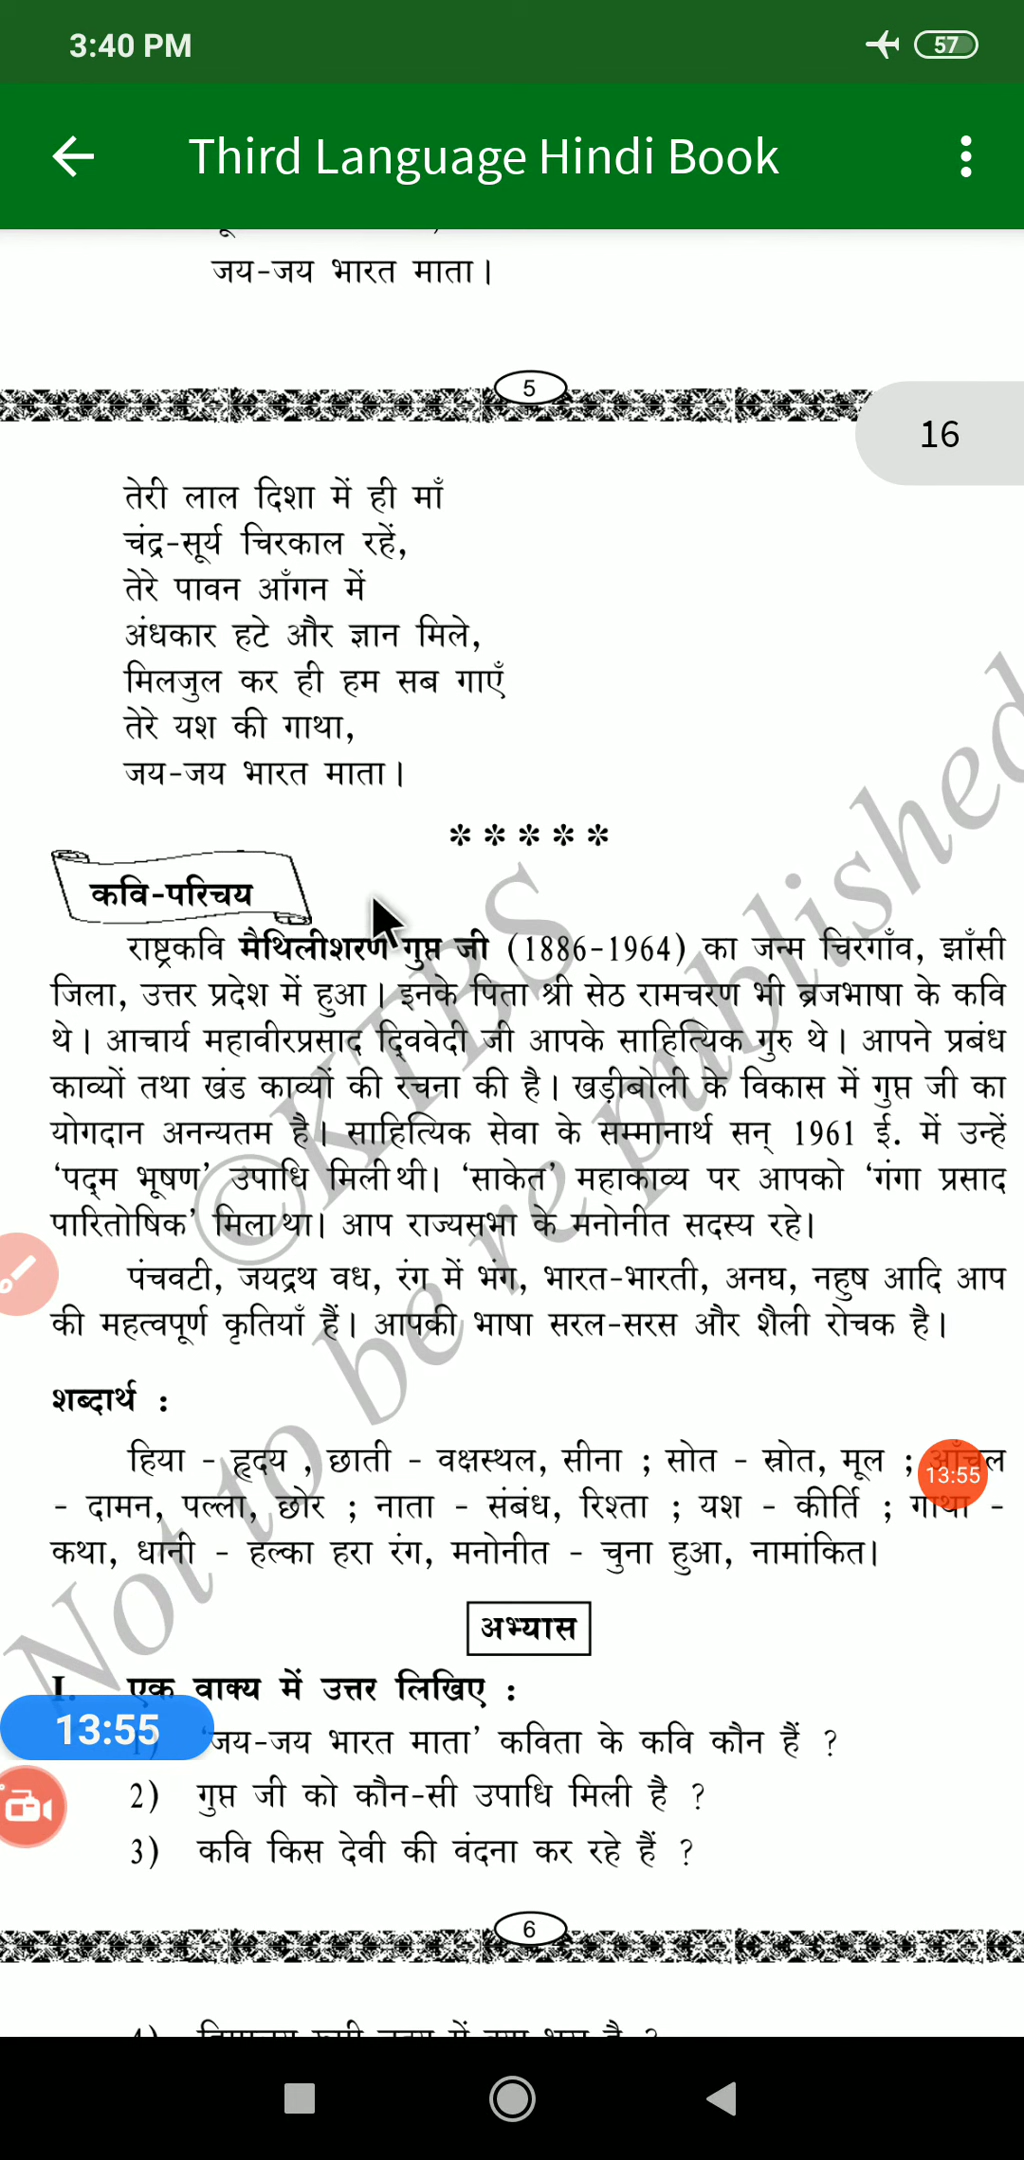 3:40 PM
57
Third Language Hindi Book
जय-जय भारत माता।
5
16
तेरी लाल दिशा में ही माँ
चंद्र-सूर्य चिरकाल रहें,
तेरे पावन आँगन में
अंधकार हटे और ज्ञान मिले,
मिलजुल कर ही हम सब गाएँ
तेरे यश की गाथा,
जय-जय भारत माता।
*****
कवि-परिचय
राष्ट्रकवि मैथिलीशरण गुप्त जी (1886-1964) का जन्म चिरगाँव, झाँसी
जिला, उत्तर प्रदेश में हुआ। इनके पिता श्री सेठ रामचरण भी ब्रजभाषा के कवि
थे। आचार्य महावीरप्रसाद द्विवेदी जी आपके साहित्यिक गुरु थे। आपने प्रबंध
काव्यों तथा खंड काव्यों की रचना की है। खड़ीबोली के विकास में गुप्त जी का
योगदान अनन्यतम है। साहित्यिक सेवा के सम्मानार्थ सन् 1961 ई. में उन्हें
'पद्म भूषण' उपाधि मिली थी। 'साकेत' महाकाव्य पर आपको 'गंगा प्रसाद
पारितोषिक' मिला था। आप राज्यसभा के मनोनीत सदस्य रहे।
पंचवटी, जयद्रथ वध, रंग में भंग, भारत-भारती, अनघ, नहुष आदि आप
की महत्वपूर्ण कृतियाँ हैं। आपकी भाषा सरल-सरस और शैली रोचक है।
शब्दार्थ :
हिया - हृदय , छाती - वक्षस्थल, सीना ; सोत - स्रोत, मूल ; आँचल
13:55
- दामन, पल्ला, छोर ; नाता - संबंध, रिश्ता ; यश - कीर्ति ; गाथा -
कथा, धानी - हल्का हरा रंग, मनोनीत - चुना हुआ, नामांकित।
अभ्यास
I. एक वाक्य में उत्तर लिखिए :
13:55
1) 'जय-जय भारत माता' कविता के कवि कौन हैं ?
2) गुप्त जी को कौन-सी उपाधि मिली है ?
3) कवि किस देवी की वंदना कर रहे हैं ?
6
©KTBS
Not to be republished